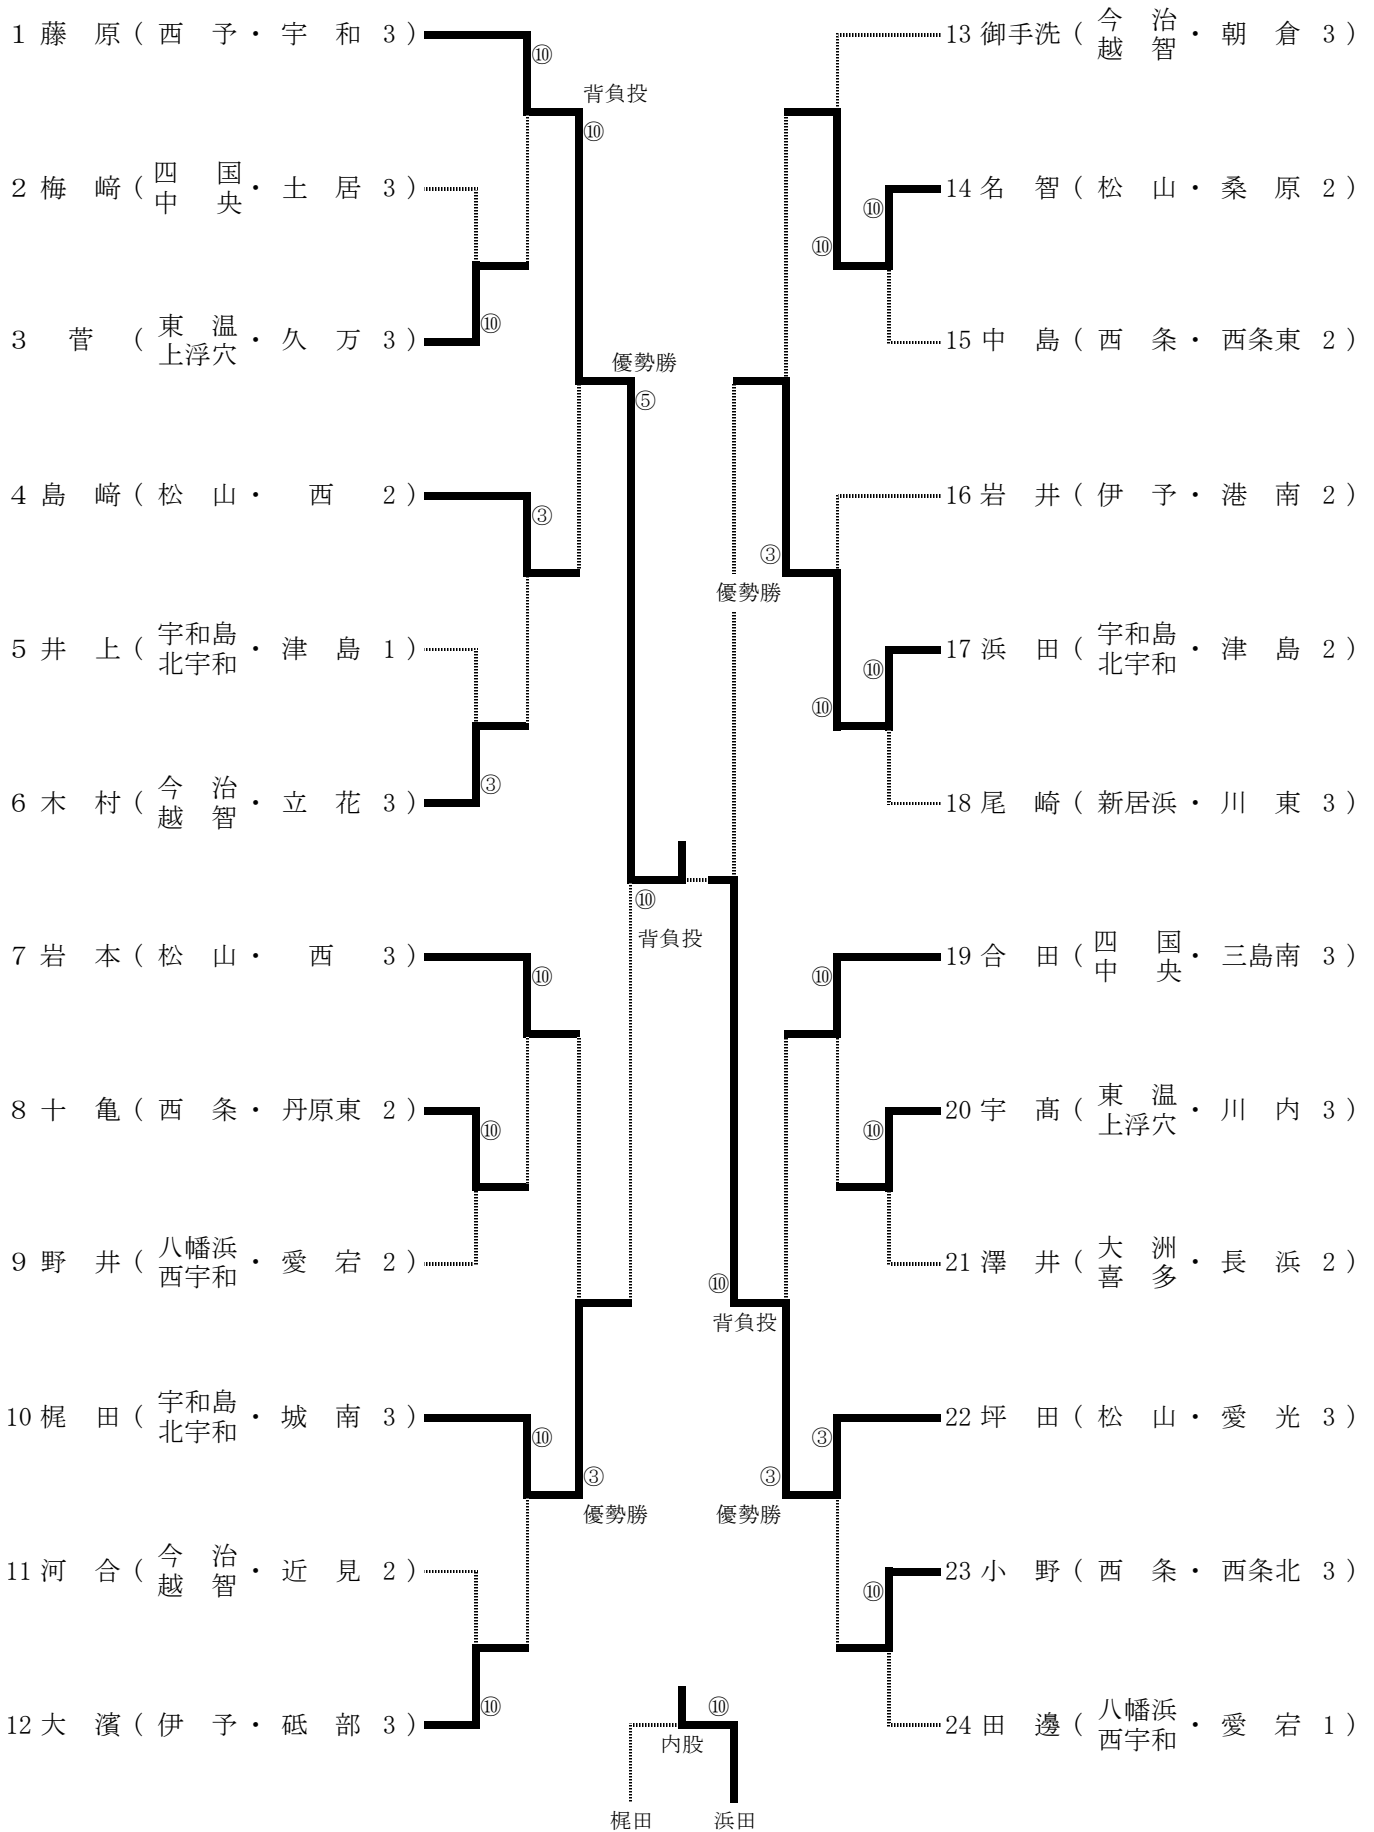 1 藤 原 ( 西 予 ・ 宇 和 3 )
⑩
背負投
⑩
2 梅 﨑 ( 四 国 中 央 ・ 土 居 3 )
3 菅 ( 東 温 上浮穴 ・ 久 万 3 )
⑩
優勢勝
⑤
4 島 﨑 ( 松 山 ・ 西 2 )
③
5 井 上 ( 宇和島 北宇和 ・ 津 島 1 )
6 木 村 ( 今 治 越 智 ・ 立 花 3 )
③
⑩
背負投
7 岩 本 ( 松 山 ・ 西 3 )
⑩
8 十 亀 ( 西 条 ・ 丹原東 2 )
⑩
9 野 井 ( 八幡浜 西宇和 ・ 愛 宕 2 )
10 梶 田 ( 宇和島 北宇和 ・ 城 南 3 )
⑩
③
優勢勝
11 河 合 ( 今 治 越 智 ・ 近 見 2 )
12 大 濱 ( 伊 予 ・ 砥 部 3 )
⑩
13 御手洗 ( 今 治 越 智 ・ 朝 倉 3 )
14 名 智 ( 松 山 ・ 桑 原 2 )
⑩
⑩
15 中 島 ( 西 条 ・ 西条東 2 )
16 岩 井 ( 伊 予 ・ 港 南 2 )
③
優勢勝
17 浜 田 ( 宇和島 北宇和 ・ 津 島 2 )
⑩
⑩
18 尾 崎 ( 新居浜 ・ 川 東 3 )
19 合 田 ( 四 国 中 央 ・ 三島南 3 )
⑩
20 宇 髙 ( 東 温 上浮穴 ・ 川 内 3 )
⑩
21 澤 井 ( 大 洲 喜 多 ・ 長 浜 2 )
⑩
背負投
22 坪 田 ( 松 山 ・ 愛 光 3 )
③
③
優勢勝
23 小 野 ( 西 条 ・ 西条北 3 )
⑩
24 田 邊 ( 八幡浜 西宇和 ・ 愛 宕 1 )
⑩
内股
梶田 浜田